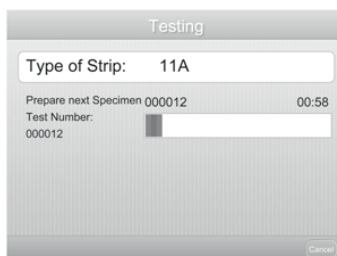 Testing
Type of Strip: 11A
Prepare next Specimen 000012 00:58
Test Number:
000012
Cancel